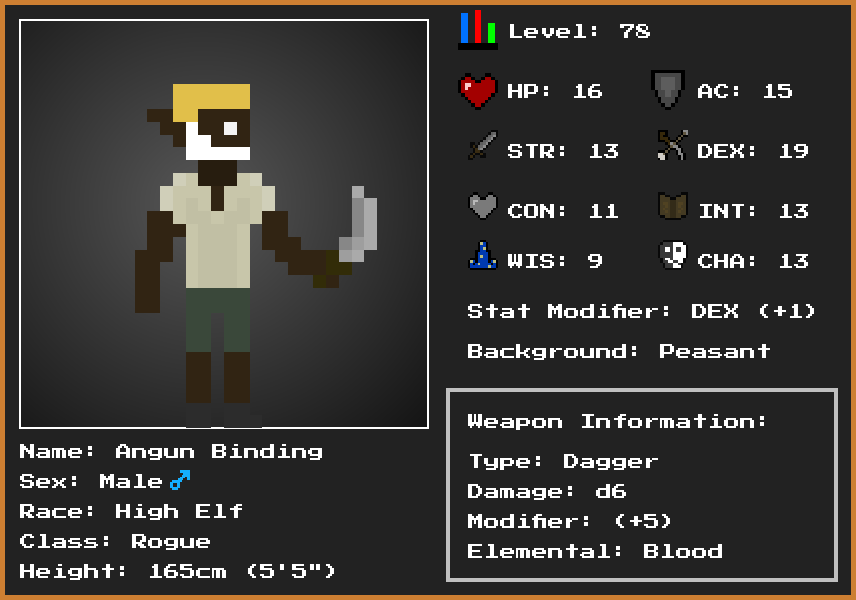 Level: 78
HP: 16
AC: 15
STR: 13
DEX: 19
CON: 11
INT: 13
WIS: 9
CHA: 13
Stat Modifier: DEX (+1)
Background: Peasant
Weapon Information:
Type: Dagger
Damage: d6
Modifier: (+5)
Elemental: Blood
Name: Angun Binding
Sex: Male ♂
Race: High Elf
Class: Rogue
Height: 165cm (5'5")